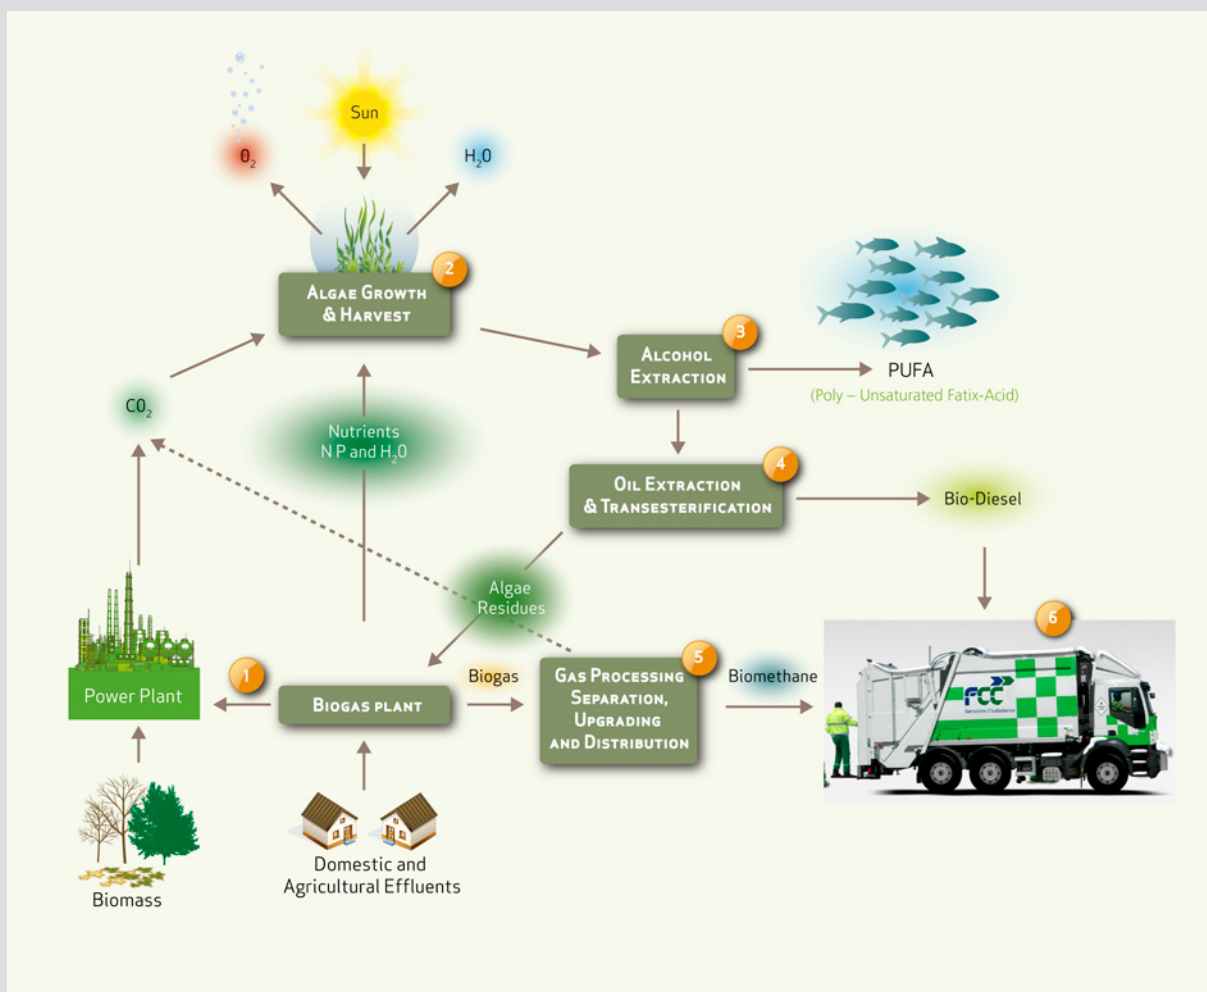 Sun
O₂
H₂O
2
ALGAE GROWTH
& HARVEST
3
ALCOHOL
EXTRACTION
PUFA
(Poly – Unsaturated Fatix-Acid)
CO₂
Nutrients
N P and H₂O
4
OIL EXTRACTION
& TRANSESTERIFICATION
Bio-Diesel
Algae
Residues
6
1
Power Plant
BIOGAS PLANT
Biogas
5
GAS PROCESSING
SEPARATION,
UPGRADING
AND DISTRIBUTION
Biomethane
FCC
Servicios Ciudadanos
Domestic and
Agricultural Effluents
Biomass